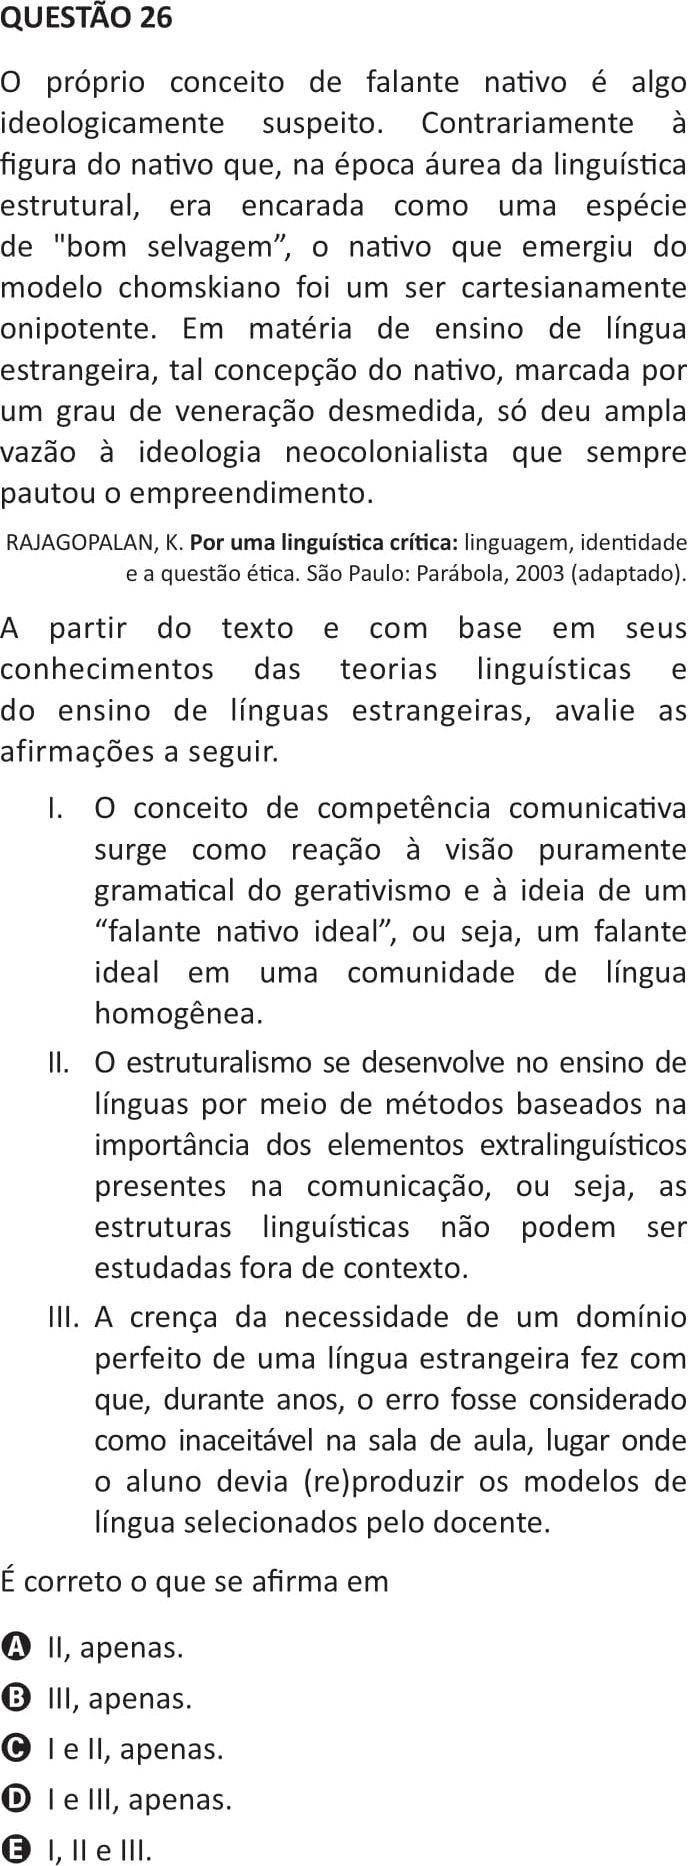 QUESTÃO 26
O próprio conceito de falante nativo é algo
ideologicamente suspeito. Contrariamente à
figura do nativo que, na época áurea da linguística
estrutural, era encarada como uma espécie
de "bom selvagem”, o nativo que emergiu do
modelo chomskiano foi um ser cartesianamente
onipotente. Em matéria de ensino de língua
estrangeira, tal concepção do nativo, marcada por
um grau de veneração desmedida, só deu ampla
vazão à ideologia neocolonialista que sempre
pautou o empreendimento.
RAJAGOPALAN, K. Por uma linguística crítica: linguagem, identidade
e a questão ética. São Paulo: Parábola, 2003 (adaptado).
A partir do texto e com base em seus
conhecimentos das teorias linguísticas e
do ensino de línguas estrangeiras, avalie as
afirmações a seguir.
I. O conceito de competência comunicativa
surge como reação à visão puramente
gramatical do gerativismo e à ideia de um
“falante nativo ideal”, ou seja, um falante
ideal em uma comunidade de língua
homogênea.
II. O estruturalismo se desenvolve no ensino de
línguas por meio de métodos baseados na
importância dos elementos extralinguísticos
presentes na comunicação, ou seja, as
estruturas linguísticas não podem ser
estudadas fora de contexto.
III. A crença da necessidade de um domínio
perfeito de uma língua estrangeira fez com
que, durante anos, o erro fosse considerado
como inaceitável na sala de aula, lugar onde
o aluno devia (re)produzir os modelos de
língua selecionados pelo docente.
É correto o que se afirma em
A II, apenas.
B III, apenas.
C I e II, apenas.
D I e III, apenas.
E I, II e III.